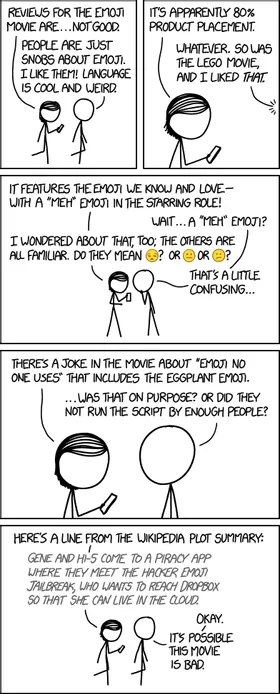 REVIEWS FOR THE EMOJI
MOVIE ARE...NOT GOOD.
PEOPLE ARE JUST
SNOBS ABOUT EMOJI.
I LIKE THEM! LANGUAGE
IS COOL AND WEIRD.
IT'S APPARENTLY 80%
PRODUCT PLACEMENT.
WHATEVER. SO WAS
THE LEGO MOVIE,
AND I LIKED THAT.
IT FEATURES THE EMOJI WE KNOW AND LOVE—
WITH A "MEH" EMOJI IN THE STARRING ROLE!
WAIT...A "MEH" EMOJI?
I WONDERED ABOUT THAT, TOO; THE OTHERS ARE
ALL FAMILIAR. DO THEY MEAN 😒? OR 😐 OR 😕?
THAT'S A LITTLE
CONFUSING...
THERE'S A JOKE IN THE MOVIE ABOUT "EMOJI NO
ONE USES" THAT INCLUDES THE EGGPLANT EMOJI.
...WAS THAT ON PURPOSE? OR DID THEY
NOT RUN THE SCRIPT BY ENOUGH PEOPLE?
HERE'S A LINE FROM THE WIKIPEDIA PLOT SUMMARY:
GENE AND HI-5 COME TO A PIRACY APP
WHERE THEY MEET THE HACKER EMOJI
JAILBREAK, WHO WANTS TO REACH DROPBOX
SO THAT SHE CAN LIVE IN THE CLOUD.
OKAY.
IT'S POSSIBLE
THIS MOVIE
IS BAD.